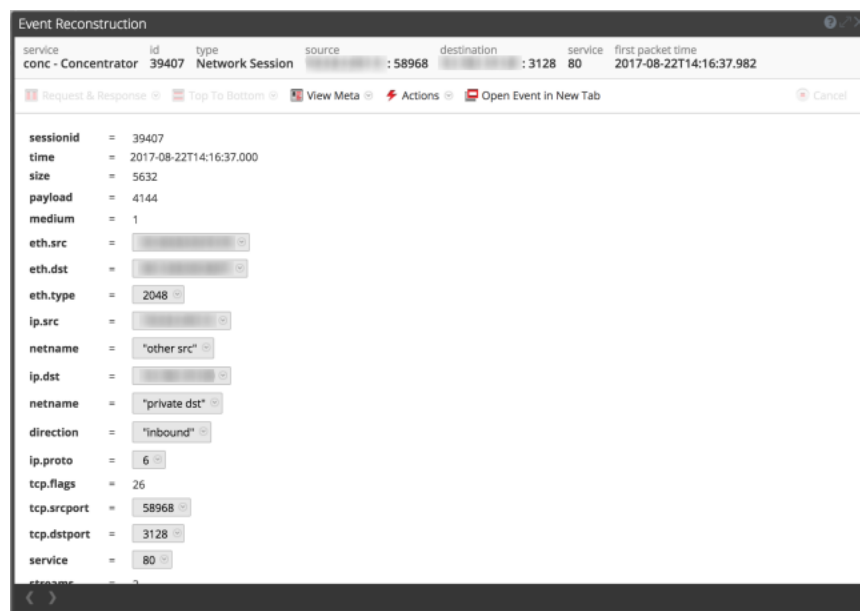 Event Reconstruction
service id type source destination service first packet time
conc - Concentrator 39407 Network Session : 58968 : 3128 80 2017-08-22T14:16:37.982
Request & Response Top To Bottom View Meta Actions Open Event in New Tab Cancel
sessionid = 39407
time = 2017-08-22T14:16:37.000
size = 5632
payload = 4144
medium = 1
eth.src =
eth.dst =
eth.type = 2048
ip.src =
netname = "other src"
ip.dst =
netname = "private dst"
direction = "inbound"
ip.proto = 6
tcp.flags = 26
tcp.srcport = 58968
tcp.dstport = 3128
service = 80
streams = 2